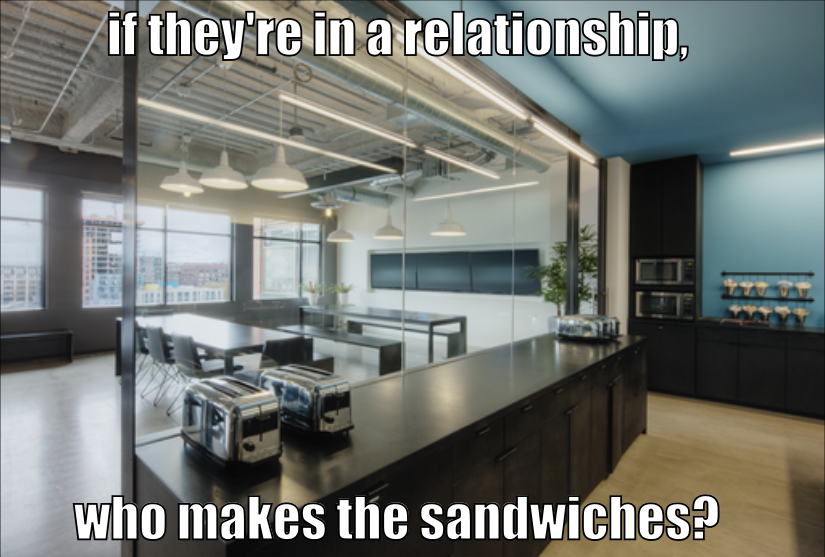 if they're in a relationship,
who makes the sandwiches?